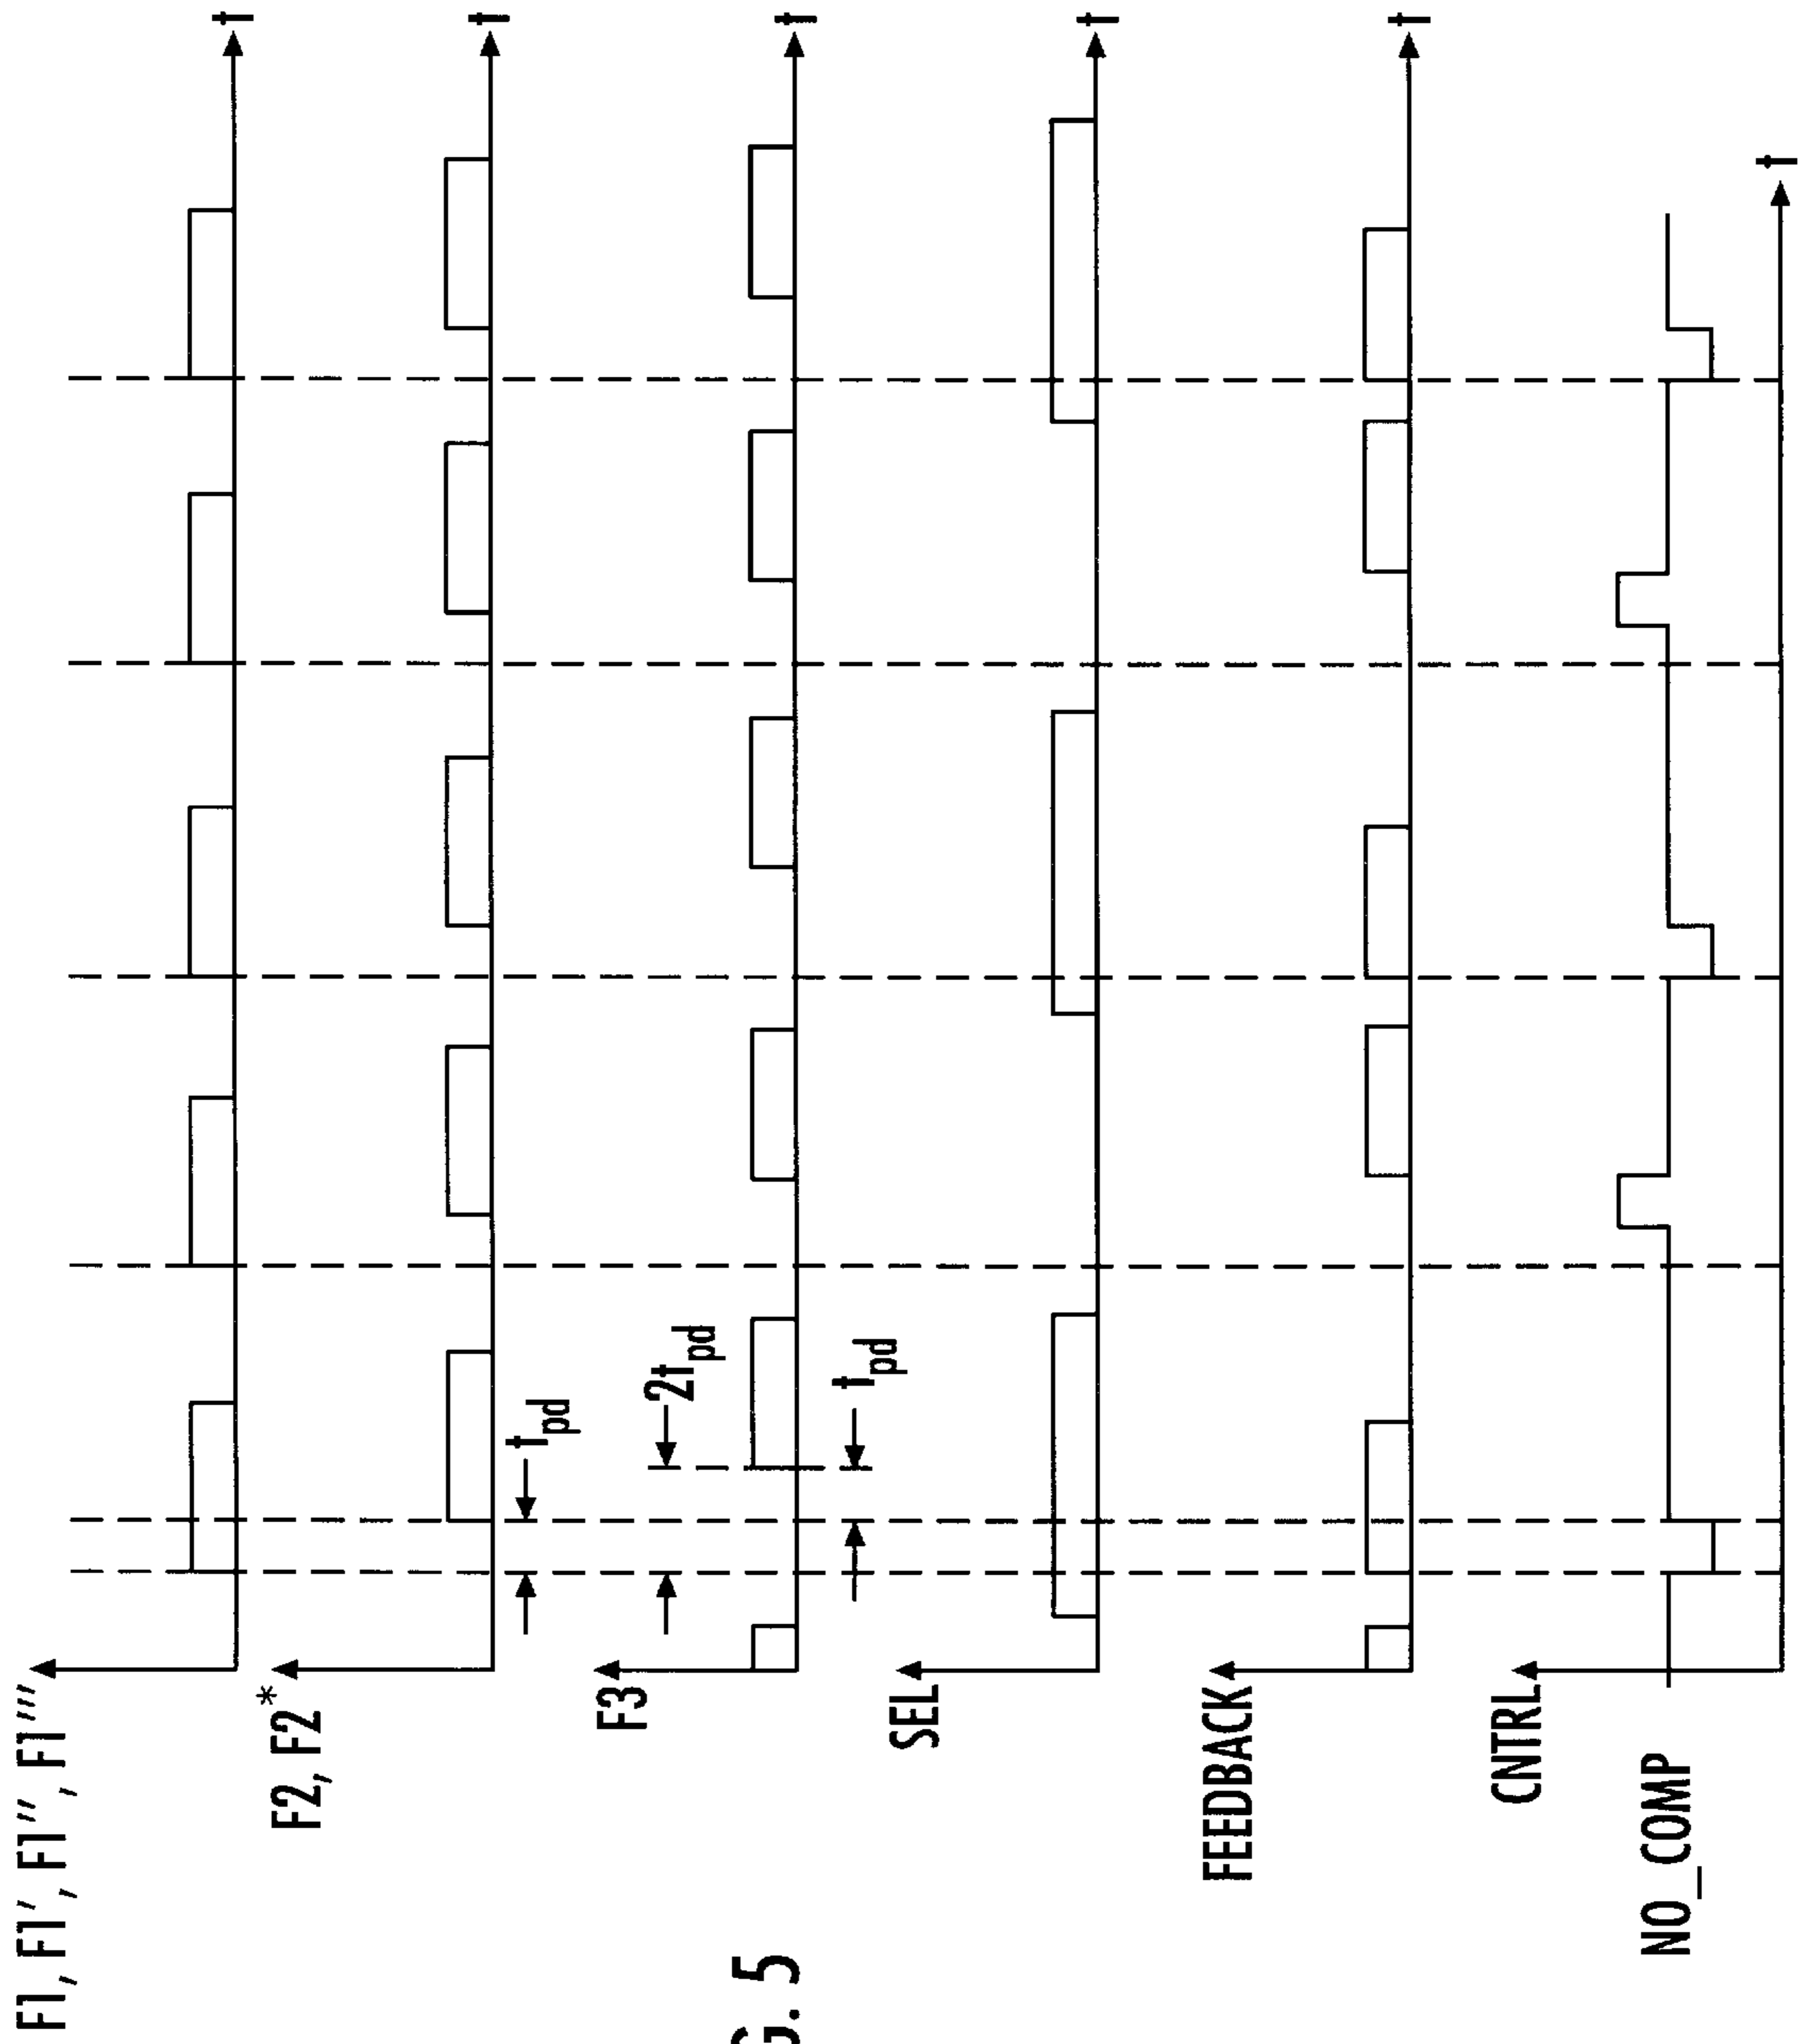 F1, F1′, F1″, F1‴
t
F2, F2*
t
t_pd
F3
t
2t_pd
t_pd
SEL
t
FEEDBACK
t
CNTRL
NO_COMP
t
G. 5